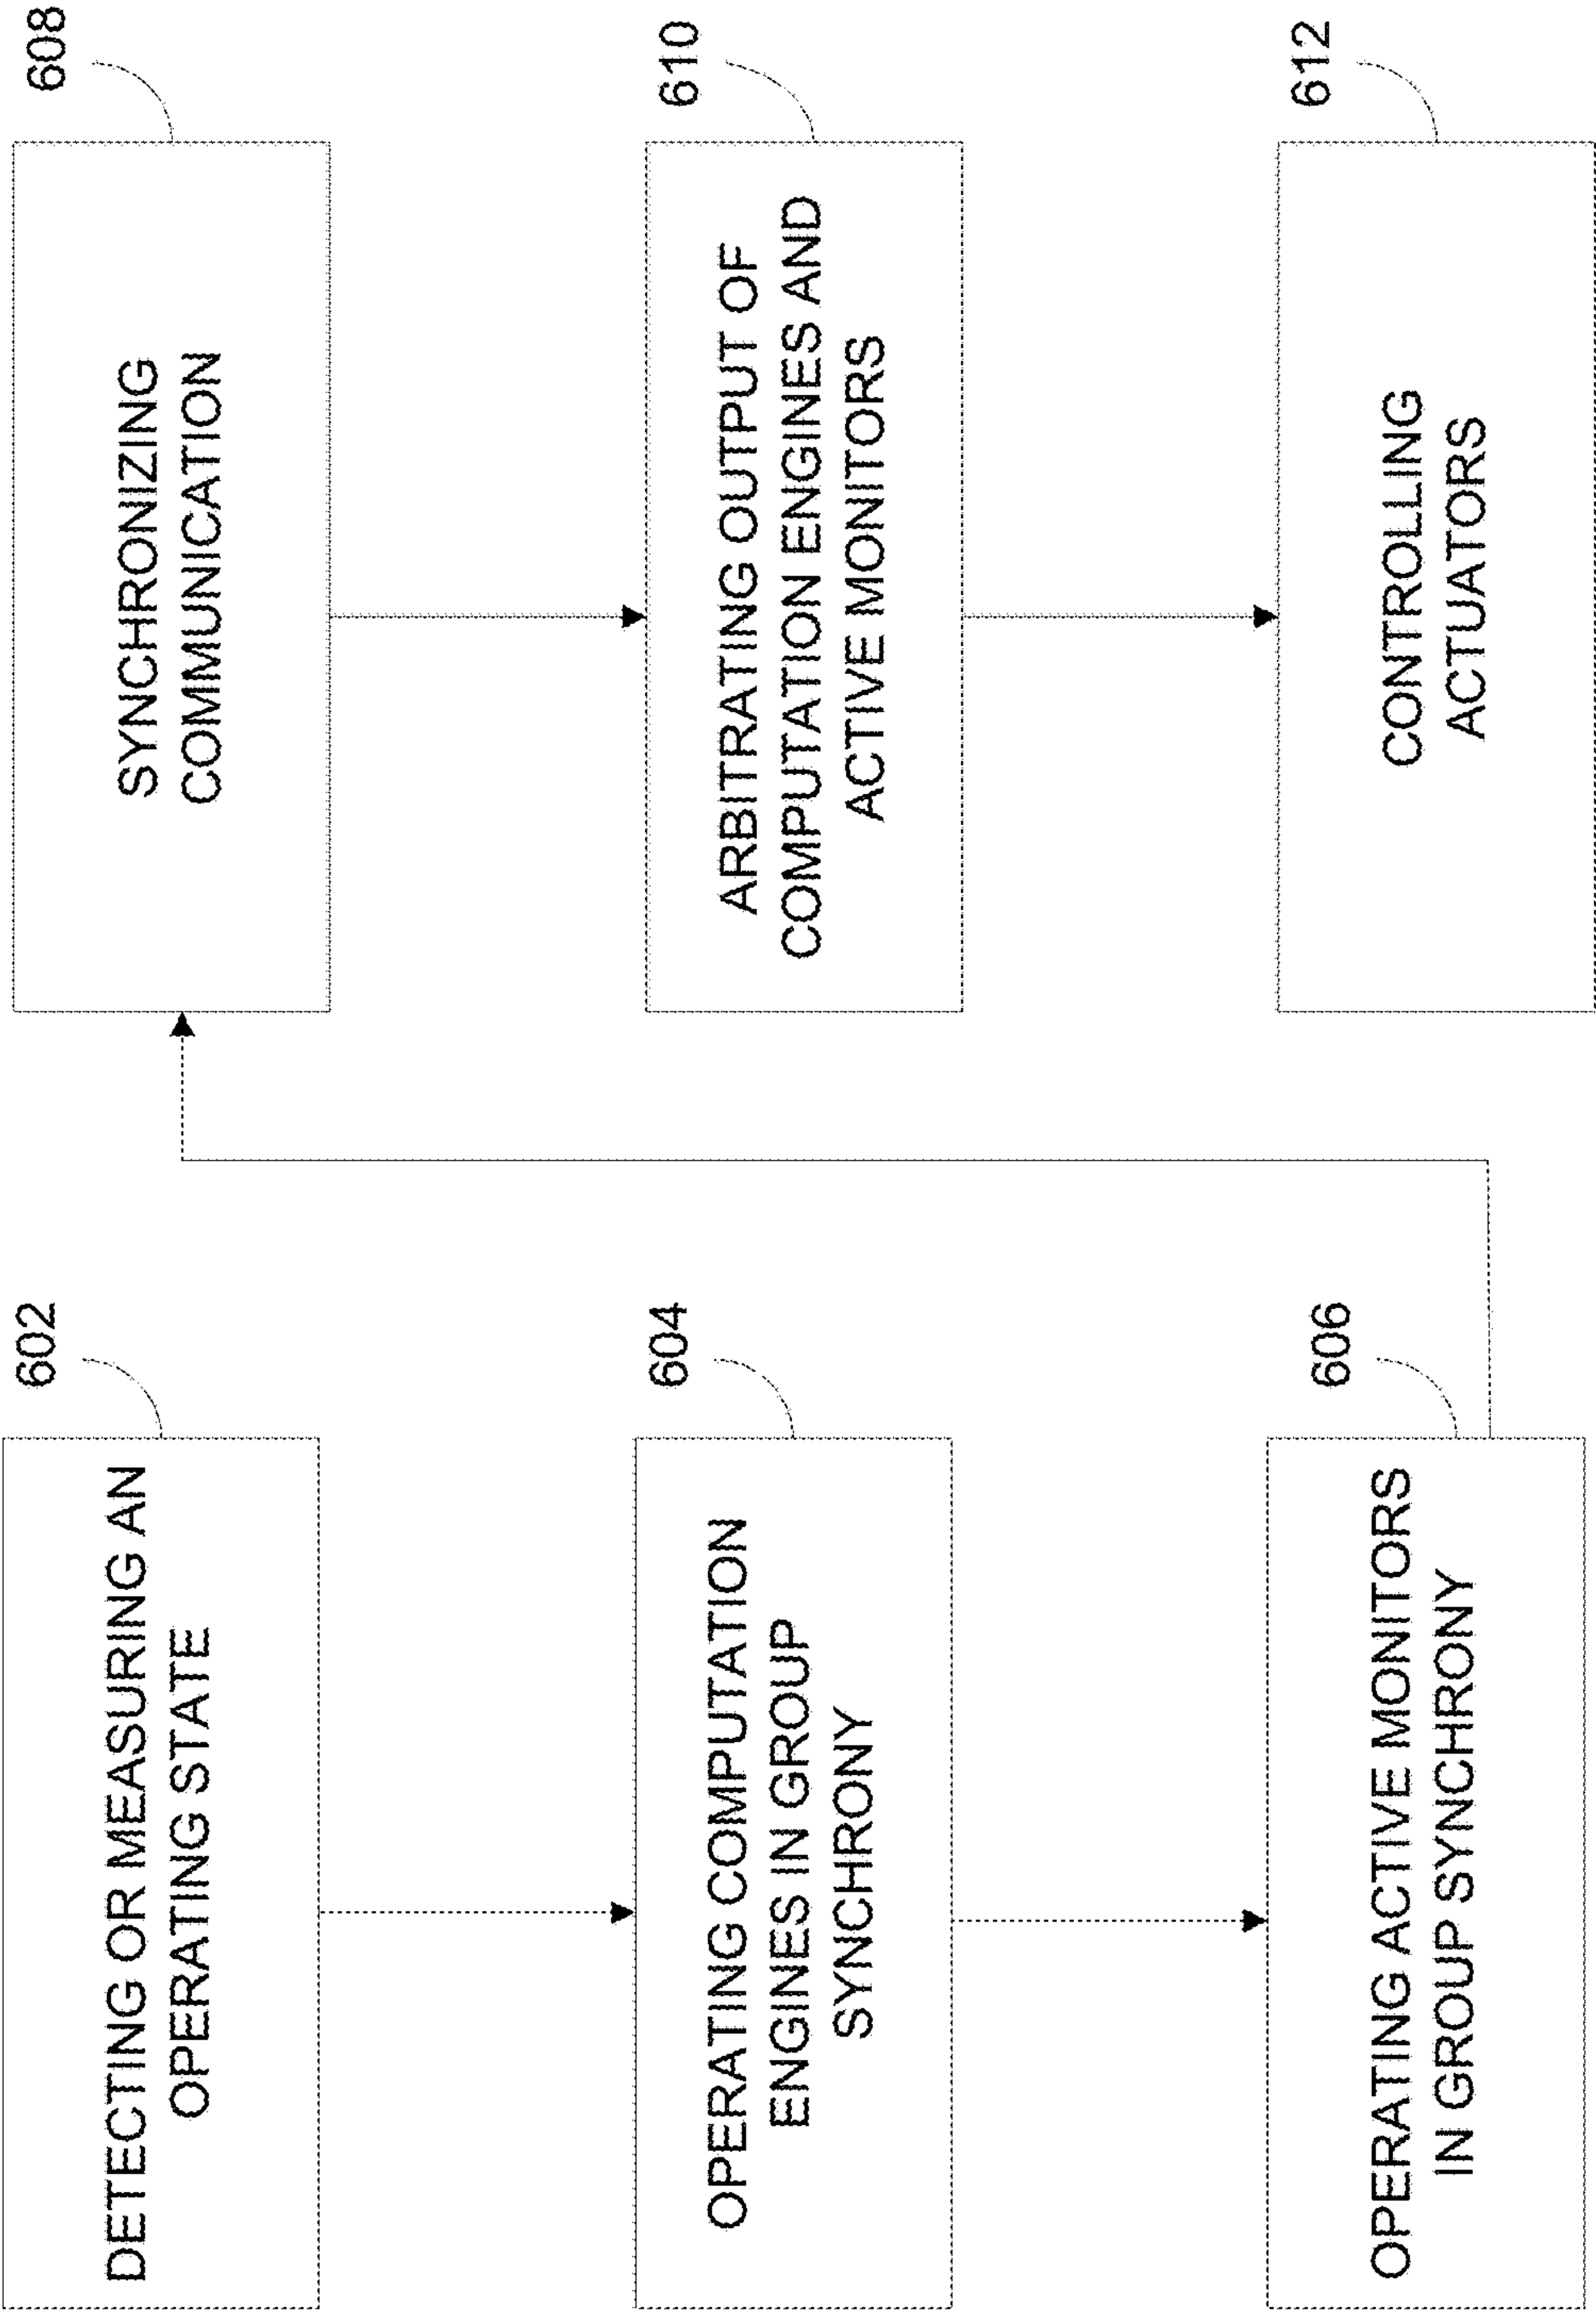 602
DETECTING OR MEASURING AN
OPERATING STATE
604
OPERATING COMPUTATION
ENGINES IN GROUP
SYNCHRONY
606
OPERATING ACTIVE MONITORS
IN GROUP SYNCHRONY
608
SYNCHRONIZING
COMMUNICATION
610
ARBITRATING OUTPUT OF
COMPUTATION ENGINES AND
ACTIVE MONITORS
612
CONTROLLING
ACTUATORS